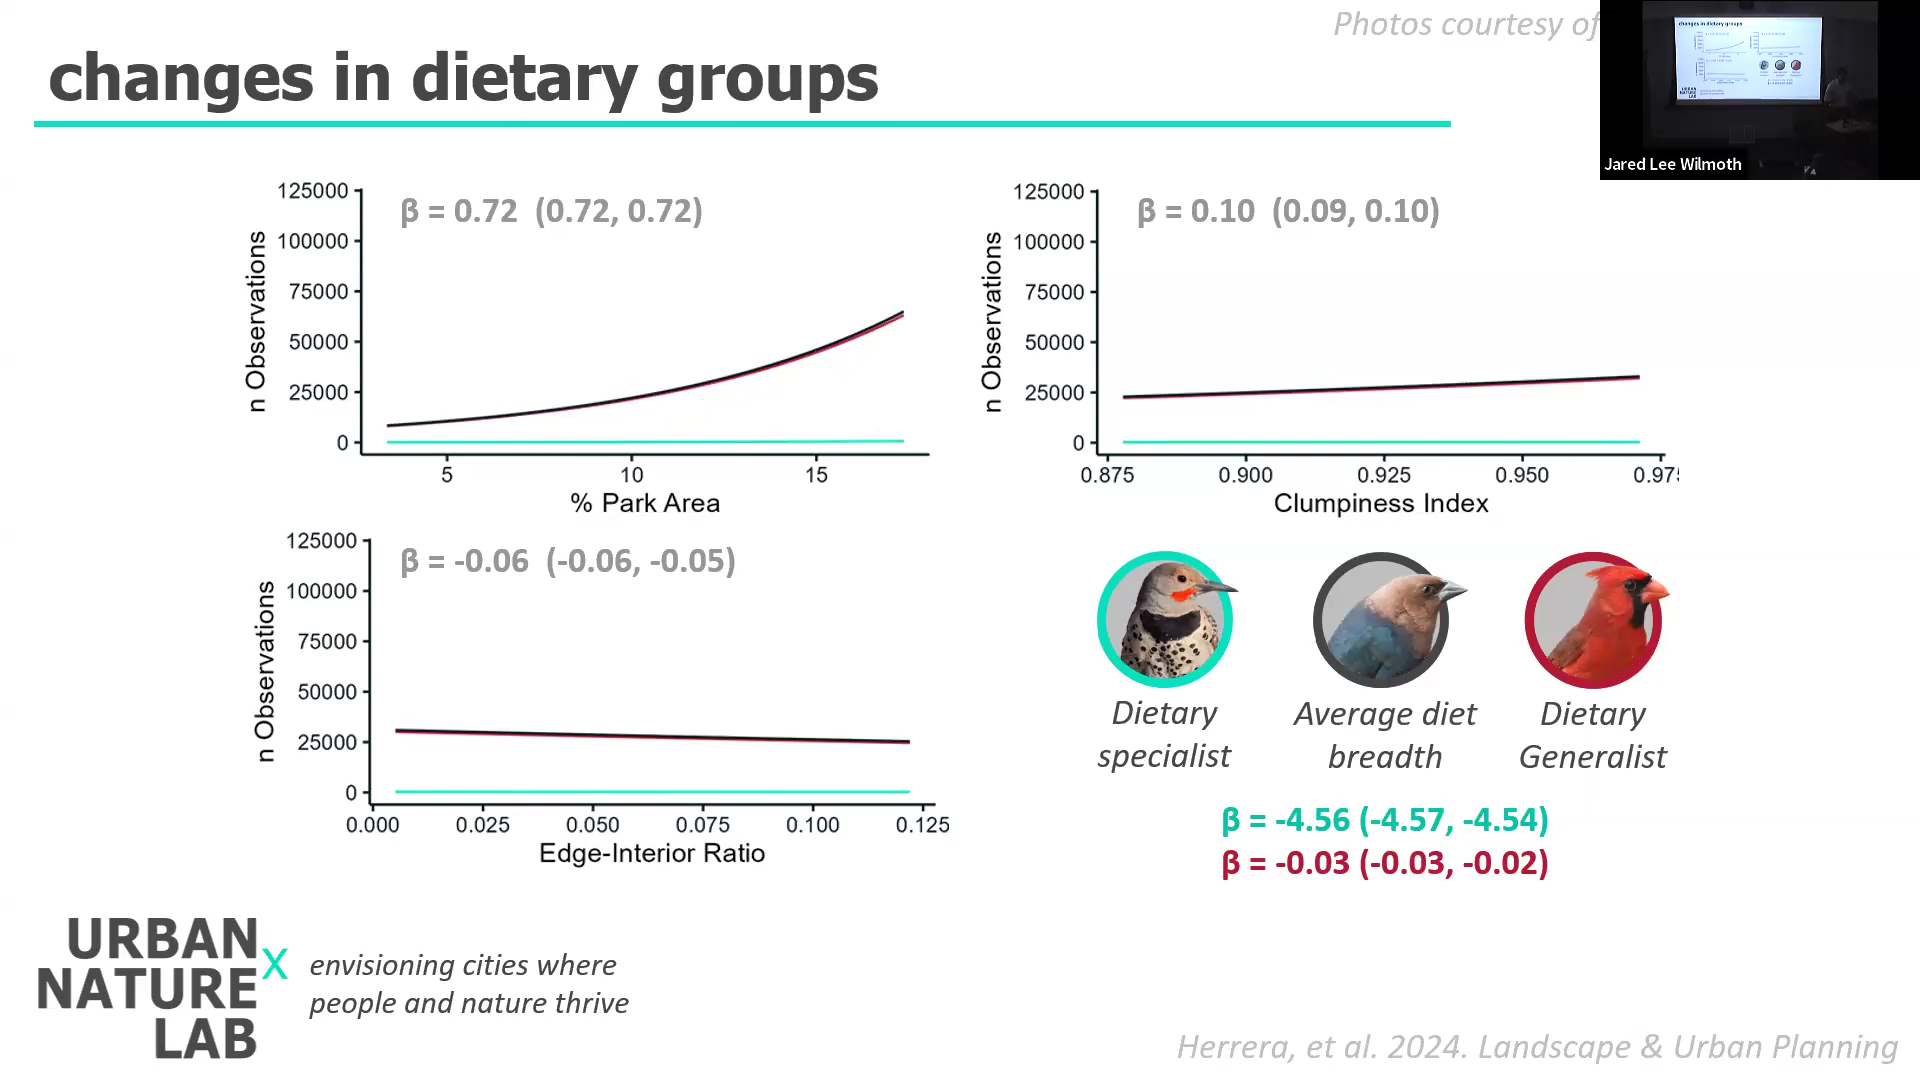 Photos courtesy of
changes in dietary groups
Jared Lee Wilmoth
β = 0.72 (0.72, 0.72)
125000
100000
75000
50000
25000
0
n Observations
5 10 15
% Park Area
β = 0.10 (0.09, 0.10)
125000
100000
75000
50000
25000
0
n Observations
0.875 0.900 0.925 0.950 0.975
Clumpiness Index
β = -0.06 (-0.06, -0.05)
125000
100000
75000
50000
25000
0
n Observations
0.000 0.025 0.050 0.075 0.100 0.125
Edge-Interior Ratio
Dietary
specialist
Average diet
breadth
Dietary
Generalist
β = -4.56 (-4.57, -4.54)
β = -0.03 (-0.03, -0.02)
URBAN
NATURE
LAB
x
envisioning cities where
people and nature thrive
Herrera, et al. 2024. Landscape & Urban Planning